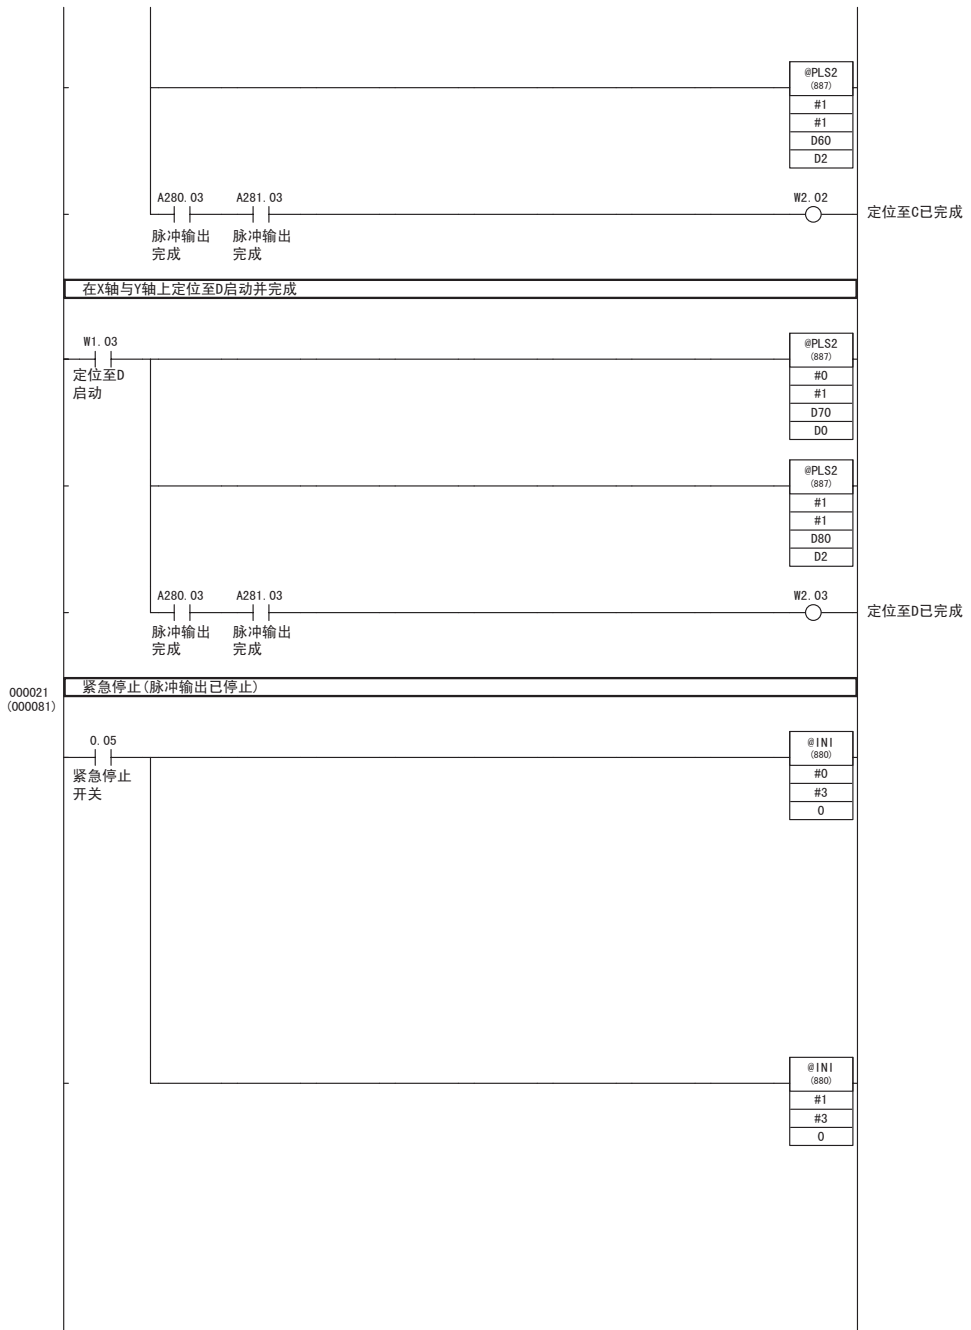 @PLS2
(887)
#1
#1
D60
D2
A280.03 A281.03 W2.02
定位至C已完成
脉冲输出 脉冲输出
完成 完成
在X轴与Y轴上定位至D启动并完成
W1.03
定位至D
启动
@PLS2
(887)
#0
#1
D70
D0
@PLS2
(887)
#1
#1
D80
D2
A280.03 A281.03 W2.03
定位至D已完成
脉冲输出 脉冲输出
完成 完成
000021
(000081)
紧急停止(脉冲输出已停止)
0.05
紧急停止
开关
@INI
(880)
#0
#3
0
@INI
(880)
#1
#3
0